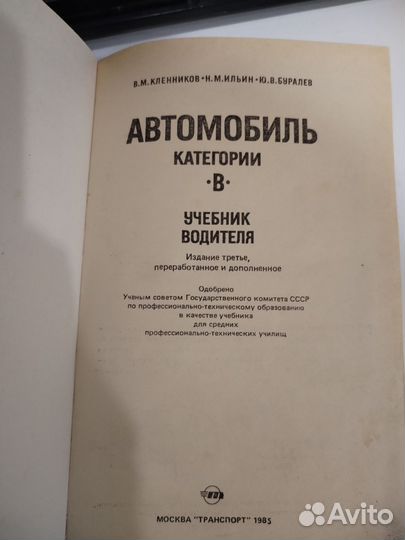 В.М.КЛЕННИКОВ·Н.М.ИЛЬИН·Ю.В.БУРАЛЕВ
АВТОМОБИЛЬ
КАТЕГОРИИ
·В·
УЧЕБНИК
ВОДИТЕЛЯ
Издание третье,
переработанное и дополненное
Одобрено
Ученым советом Государственного комитета СССР
по профессионально-техническому образованию
в качестве учебника
для средних
профессионально-технических училищ
МОСКВА "ТРАНСПОРТ" 1985
Avito